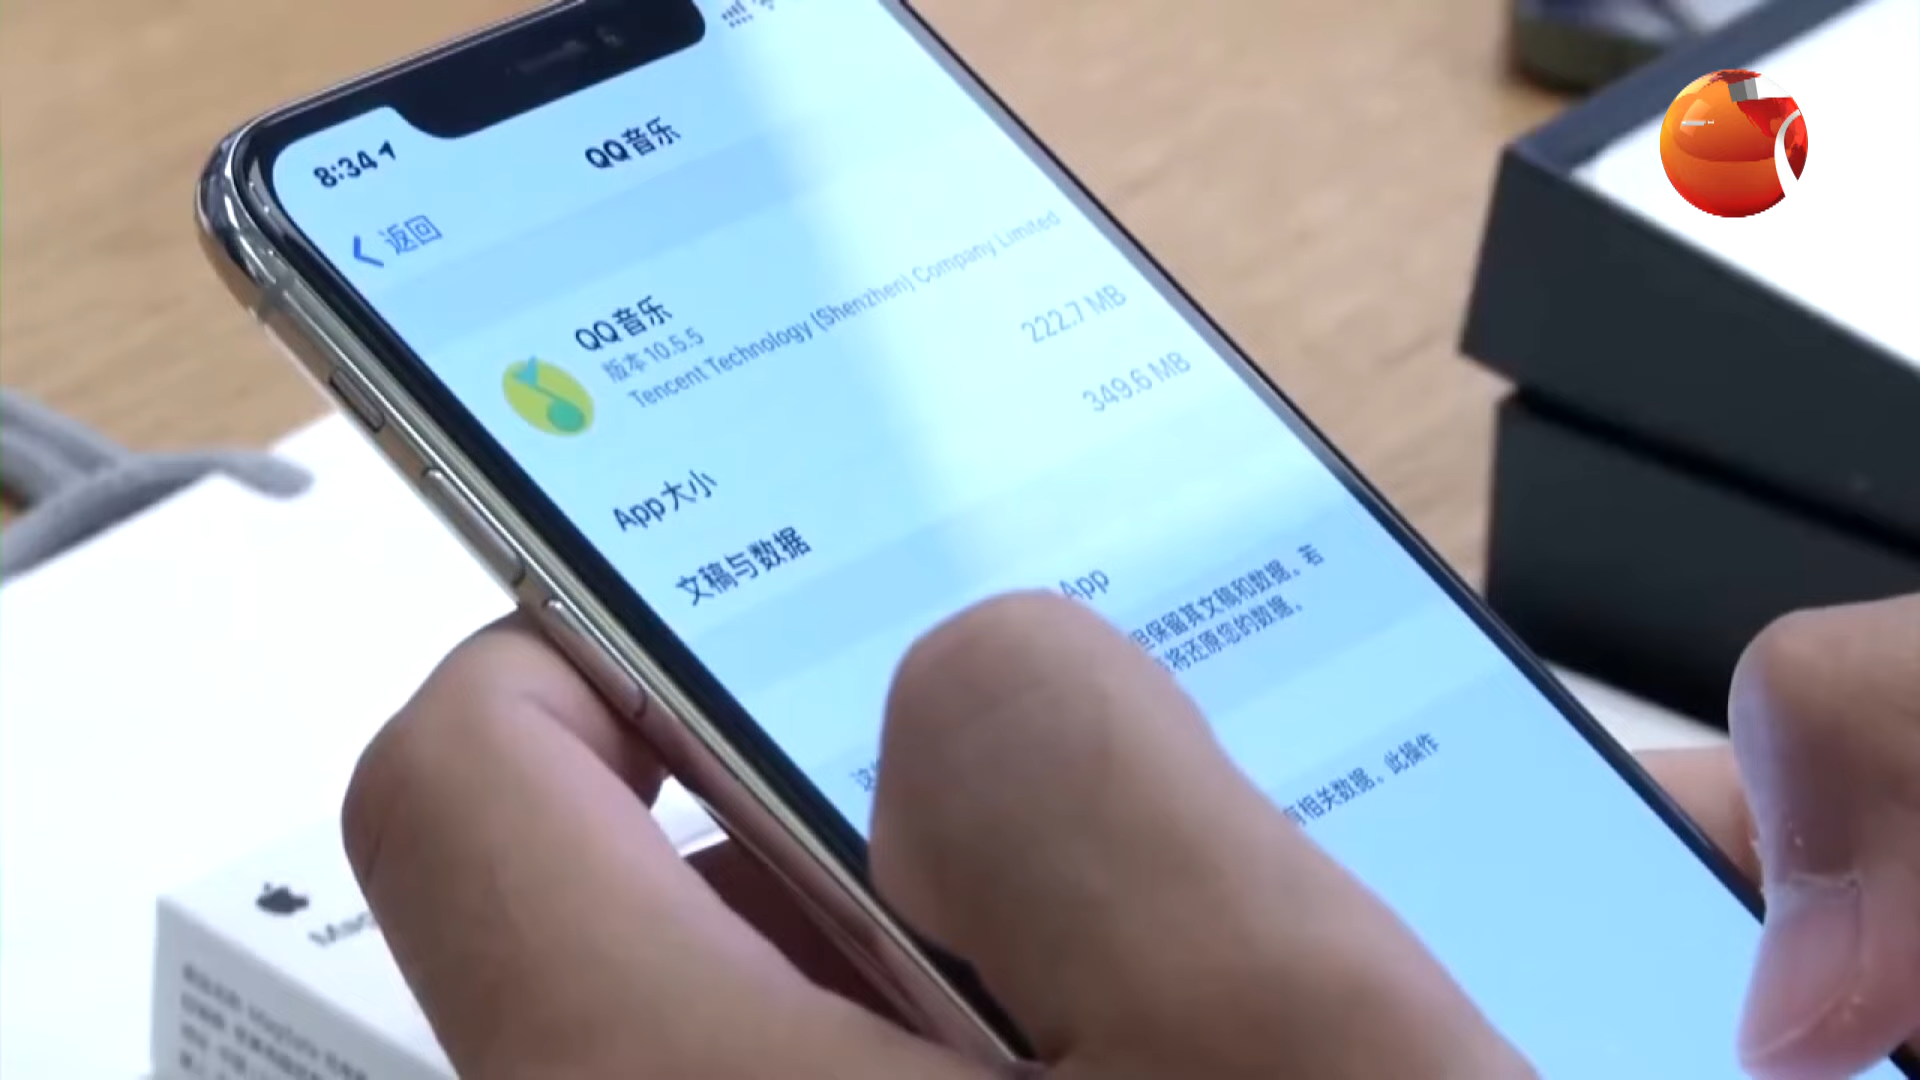 8:34
QQ音乐
返回
QQ音乐
版本10.5.5
Tencent Technology (Shenzhen) Company Limited
App大小 222.7 MB
文稿与数据 349.6 MB
App
保留其文稿和数据。若
将还原您的数据。
相关数据。此操作